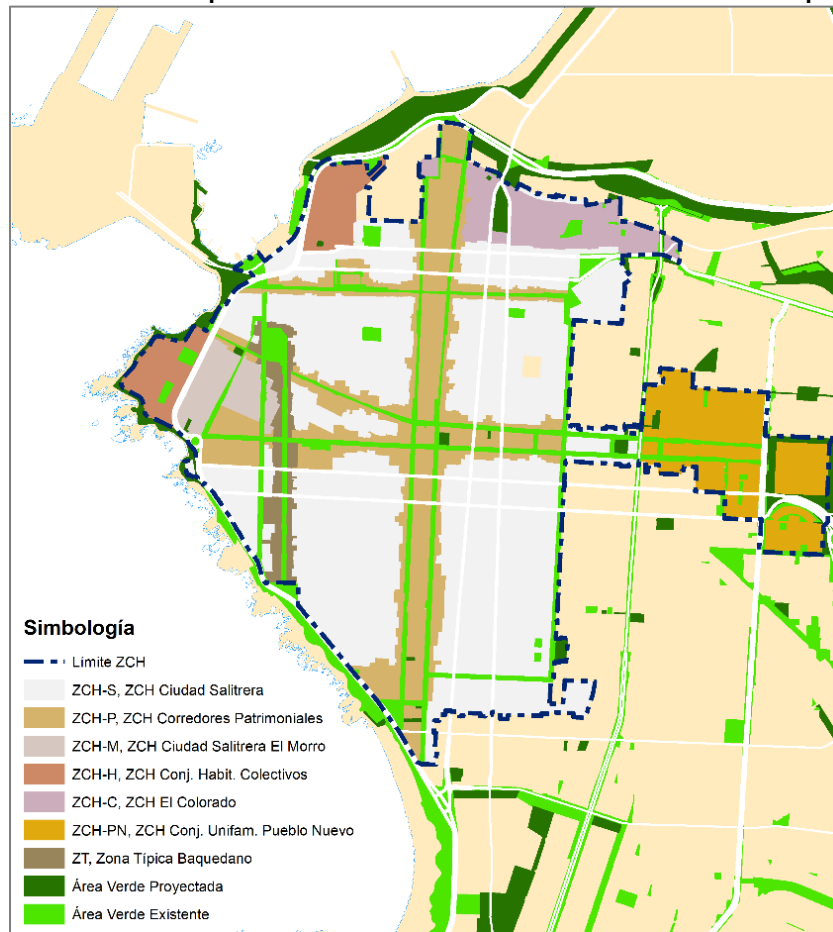 Simbología
Límite ZCH
ZCH-S, ZCH Ciudad Salitrera
ZCH-P, ZCH Corredores Patrimoniales
ZCH-M, ZCH Ciudad Salitrera El Morro
ZCH-H, ZCH Conj. Habit. Colectivos
ZCH-C, ZCH El Colorado
ZCH-PN, ZCH Conj. Unifam. Pueblo Nuevo
ZT, Zona Típica Baquedano
Área Verde Proyectada
Área Verde Existente